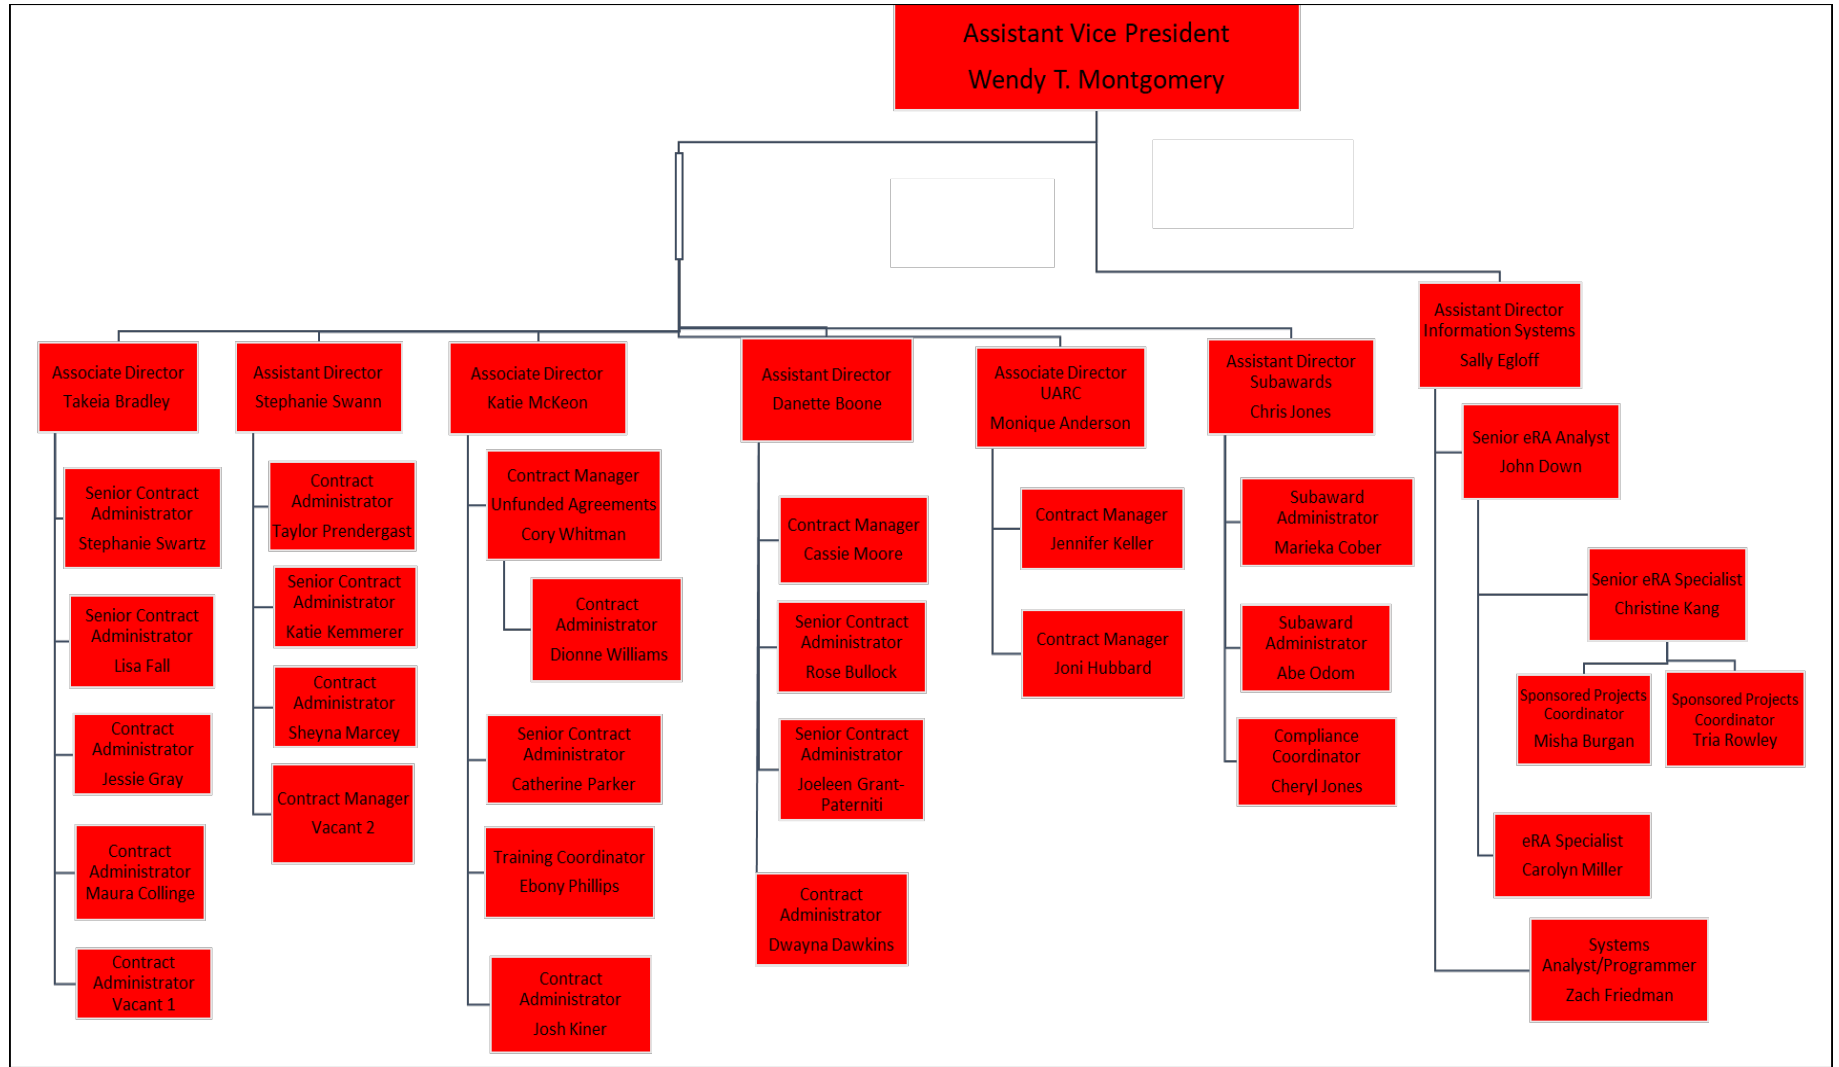 Assistant Vice President
Wendy T. Montgomery
Associate Director
Takeia Bradley
Senior Contract
Administrator
Stephanie Swartz
Senior Contract
Administrator
Lisa Fall
Contract
Administrator
Jessie Gray
Contract
Administrator
Maura Collinge
Contract
Administrator
Vacant 1
Assistant Director
Stephanie Swann
Contract
Administrator
Taylor Prendergast
Senior Contract
Administrator
Katie Kemmerer
Contract
Administrator
Sheyna Marcey
Contract Manager
Vacant 2
Associate Director
Katie McKeon
Contract Manager
Unfunded Agreements
Cory Whitman
Contract
Administrator
Dionne Williams
Senior Contract
Administrator
Catherine Parker
Training Coordinator
Ebony Phillips
Contract
Administrator
Josh Kiner
Assistant Director
Danette Boone
Contract Manager
Cassie Moore
Senior Contract
Administrator
Rose Bullock
Senior Contract
Administrator
Joeleen Grant-
Paterniti
Contract
Administrator
Dwayna Dawkins
Associate Director
UARC
Monique Anderson
Contract Manager
Jennifer Keller
Contract Manager
Joni Hubbard
Assistant Director
Subawards
Chris Jones
Subaward
Administrator
Marieka Cober
Subaward
Administrator
Abe Odom
Compliance
Coordinator
Cheryl Jones
Assistant Director
Information Systems
Sally Egloff
Senior eRA Analyst
John Down
Senior eRA Specialist
Christine Kang
Sponsored Projects
Coordinator
Misha Burgan
Sponsored Projects
Coordinator
Tria Rowley
eRA Specialist
Carolyn Miller
Systems
Analyst/Programmer
Zach Friedman